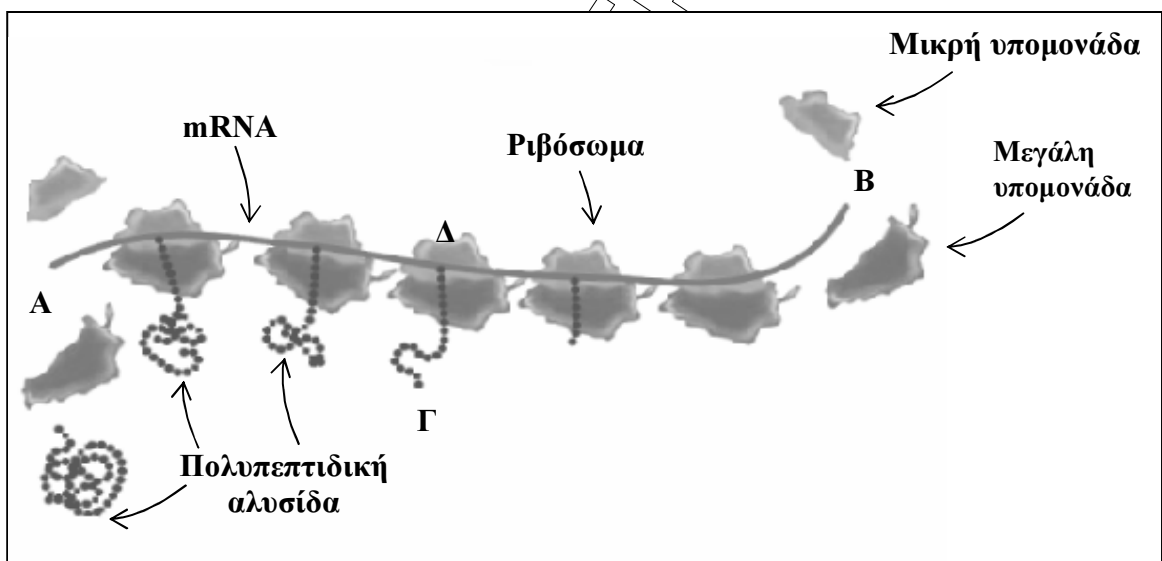 Μικρή υπομονάδα
mRNA
Ριβόσωμα
Μεγάλη
υπομονάδα
Β
Δ
Α
Γ
Πολυπεπτιδική
αλυσίδα